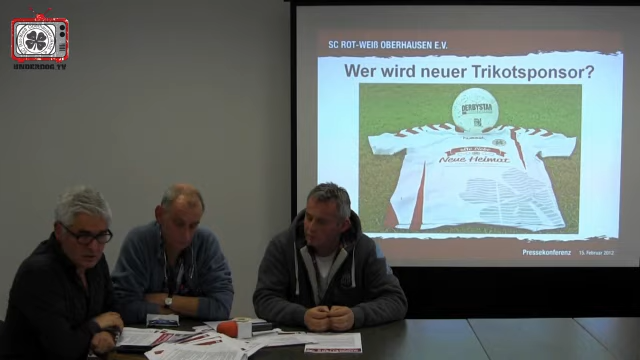 UNDERDOG TV
SC ROT-WEIß OBERHAUSEN E.V.
Wer wird neuer Trikotsponsor?
DERBYSTAR
Neue Heimat
Pressekonferenz 15. Februar 2012